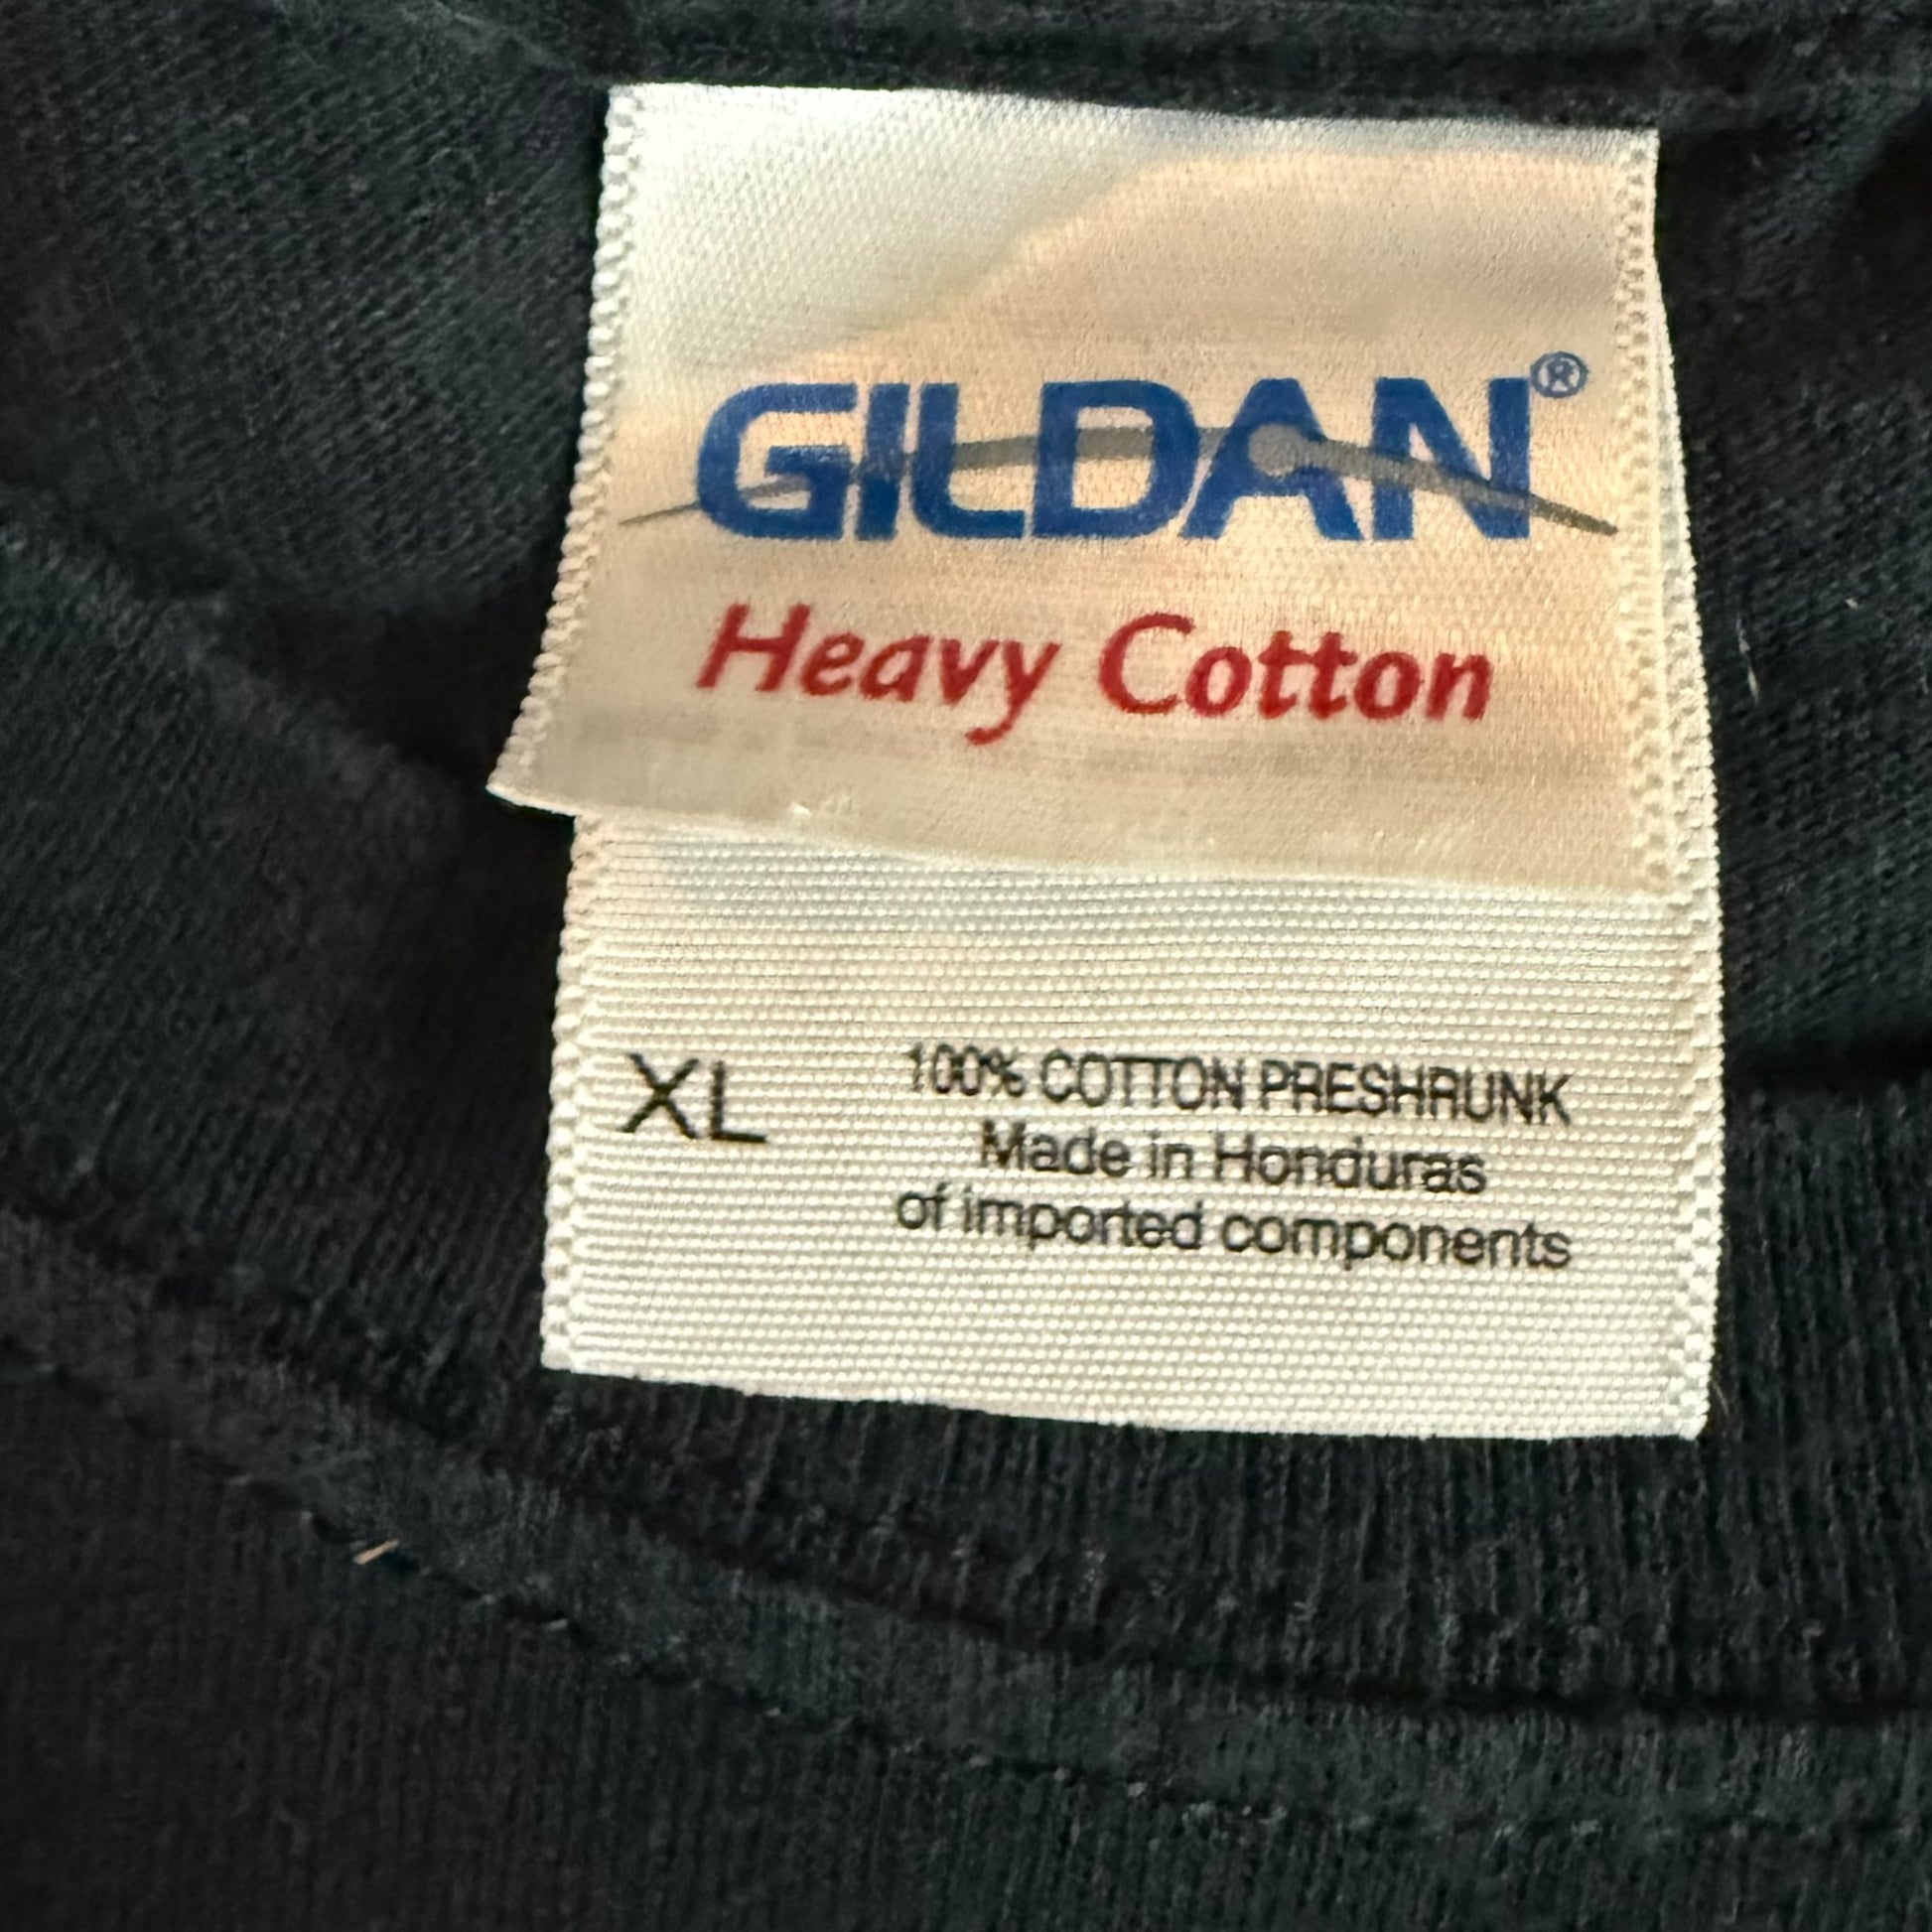 GILDAN®
Heavy Cotton
XL
100% COTTON PRESHRUNK
Made in Honduras
of imported components